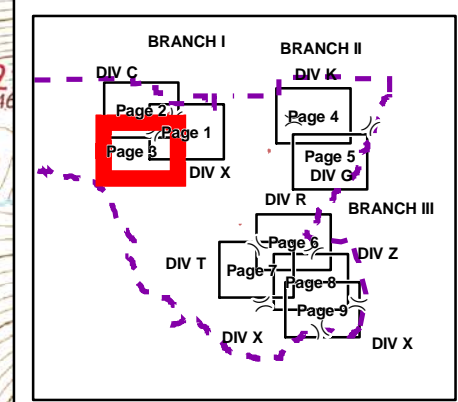 BRANCH I
BRANCH II
DIV C
DIV K
Page 2
Page 4
Page 1
Page 3
Page 5
DIV X
DIV G
DIV R
BRANCH III
Page 6
DIV Z
DIV T
Page 7
Page 8
Page 9
DIV X
DIV X